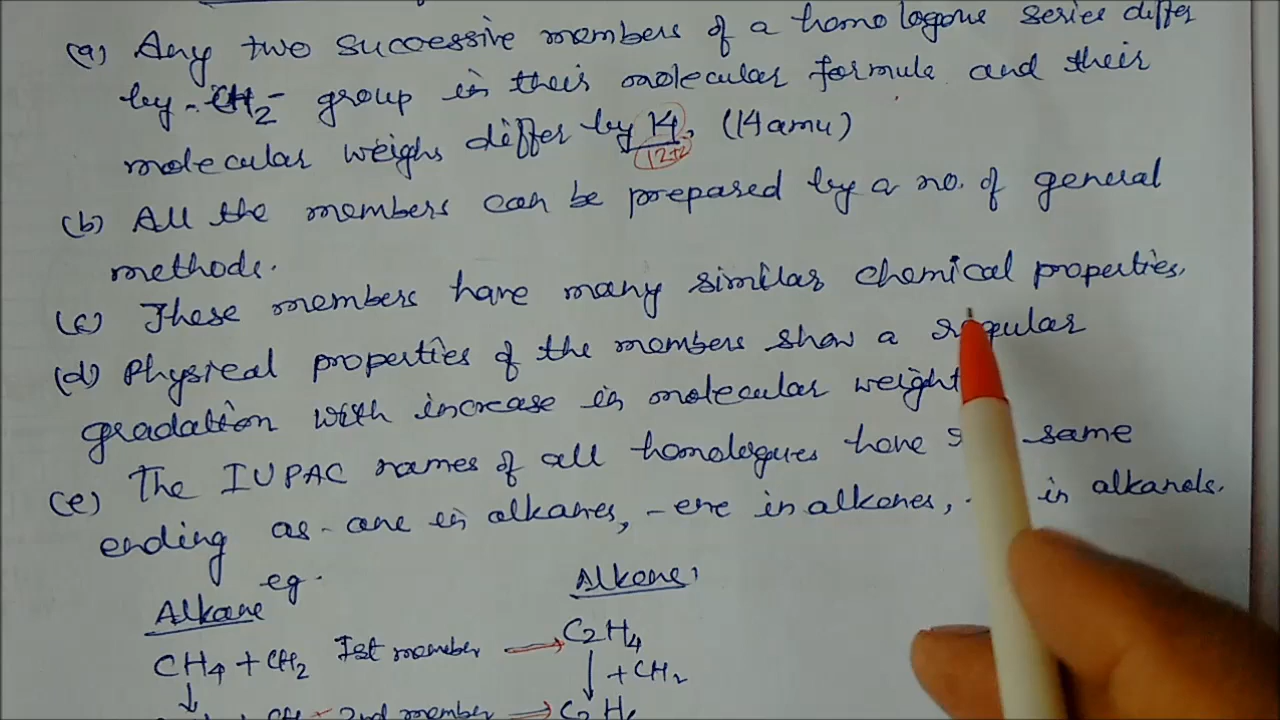 (a) Any two successive members of a homologous series differ
by -CH2- group in their molecular formula and their
molecular weighs differ by 14, (14 amu)
12+2
(b) All the members can be prepared by a no. of general
methods.
(c) These members have many similar chemical properties.
(d) Physical properties of the members show a regular
gradation with increase in molecular weight
(e) The IUPAC names of all homologues have same
ending as - ane in alkanes, - ene in alkenes, in alkanols.
eg.
Alkane Alkene
CH4 + CH2 Ist member → C2H4
↓ ↓ +CH2
2nd member →